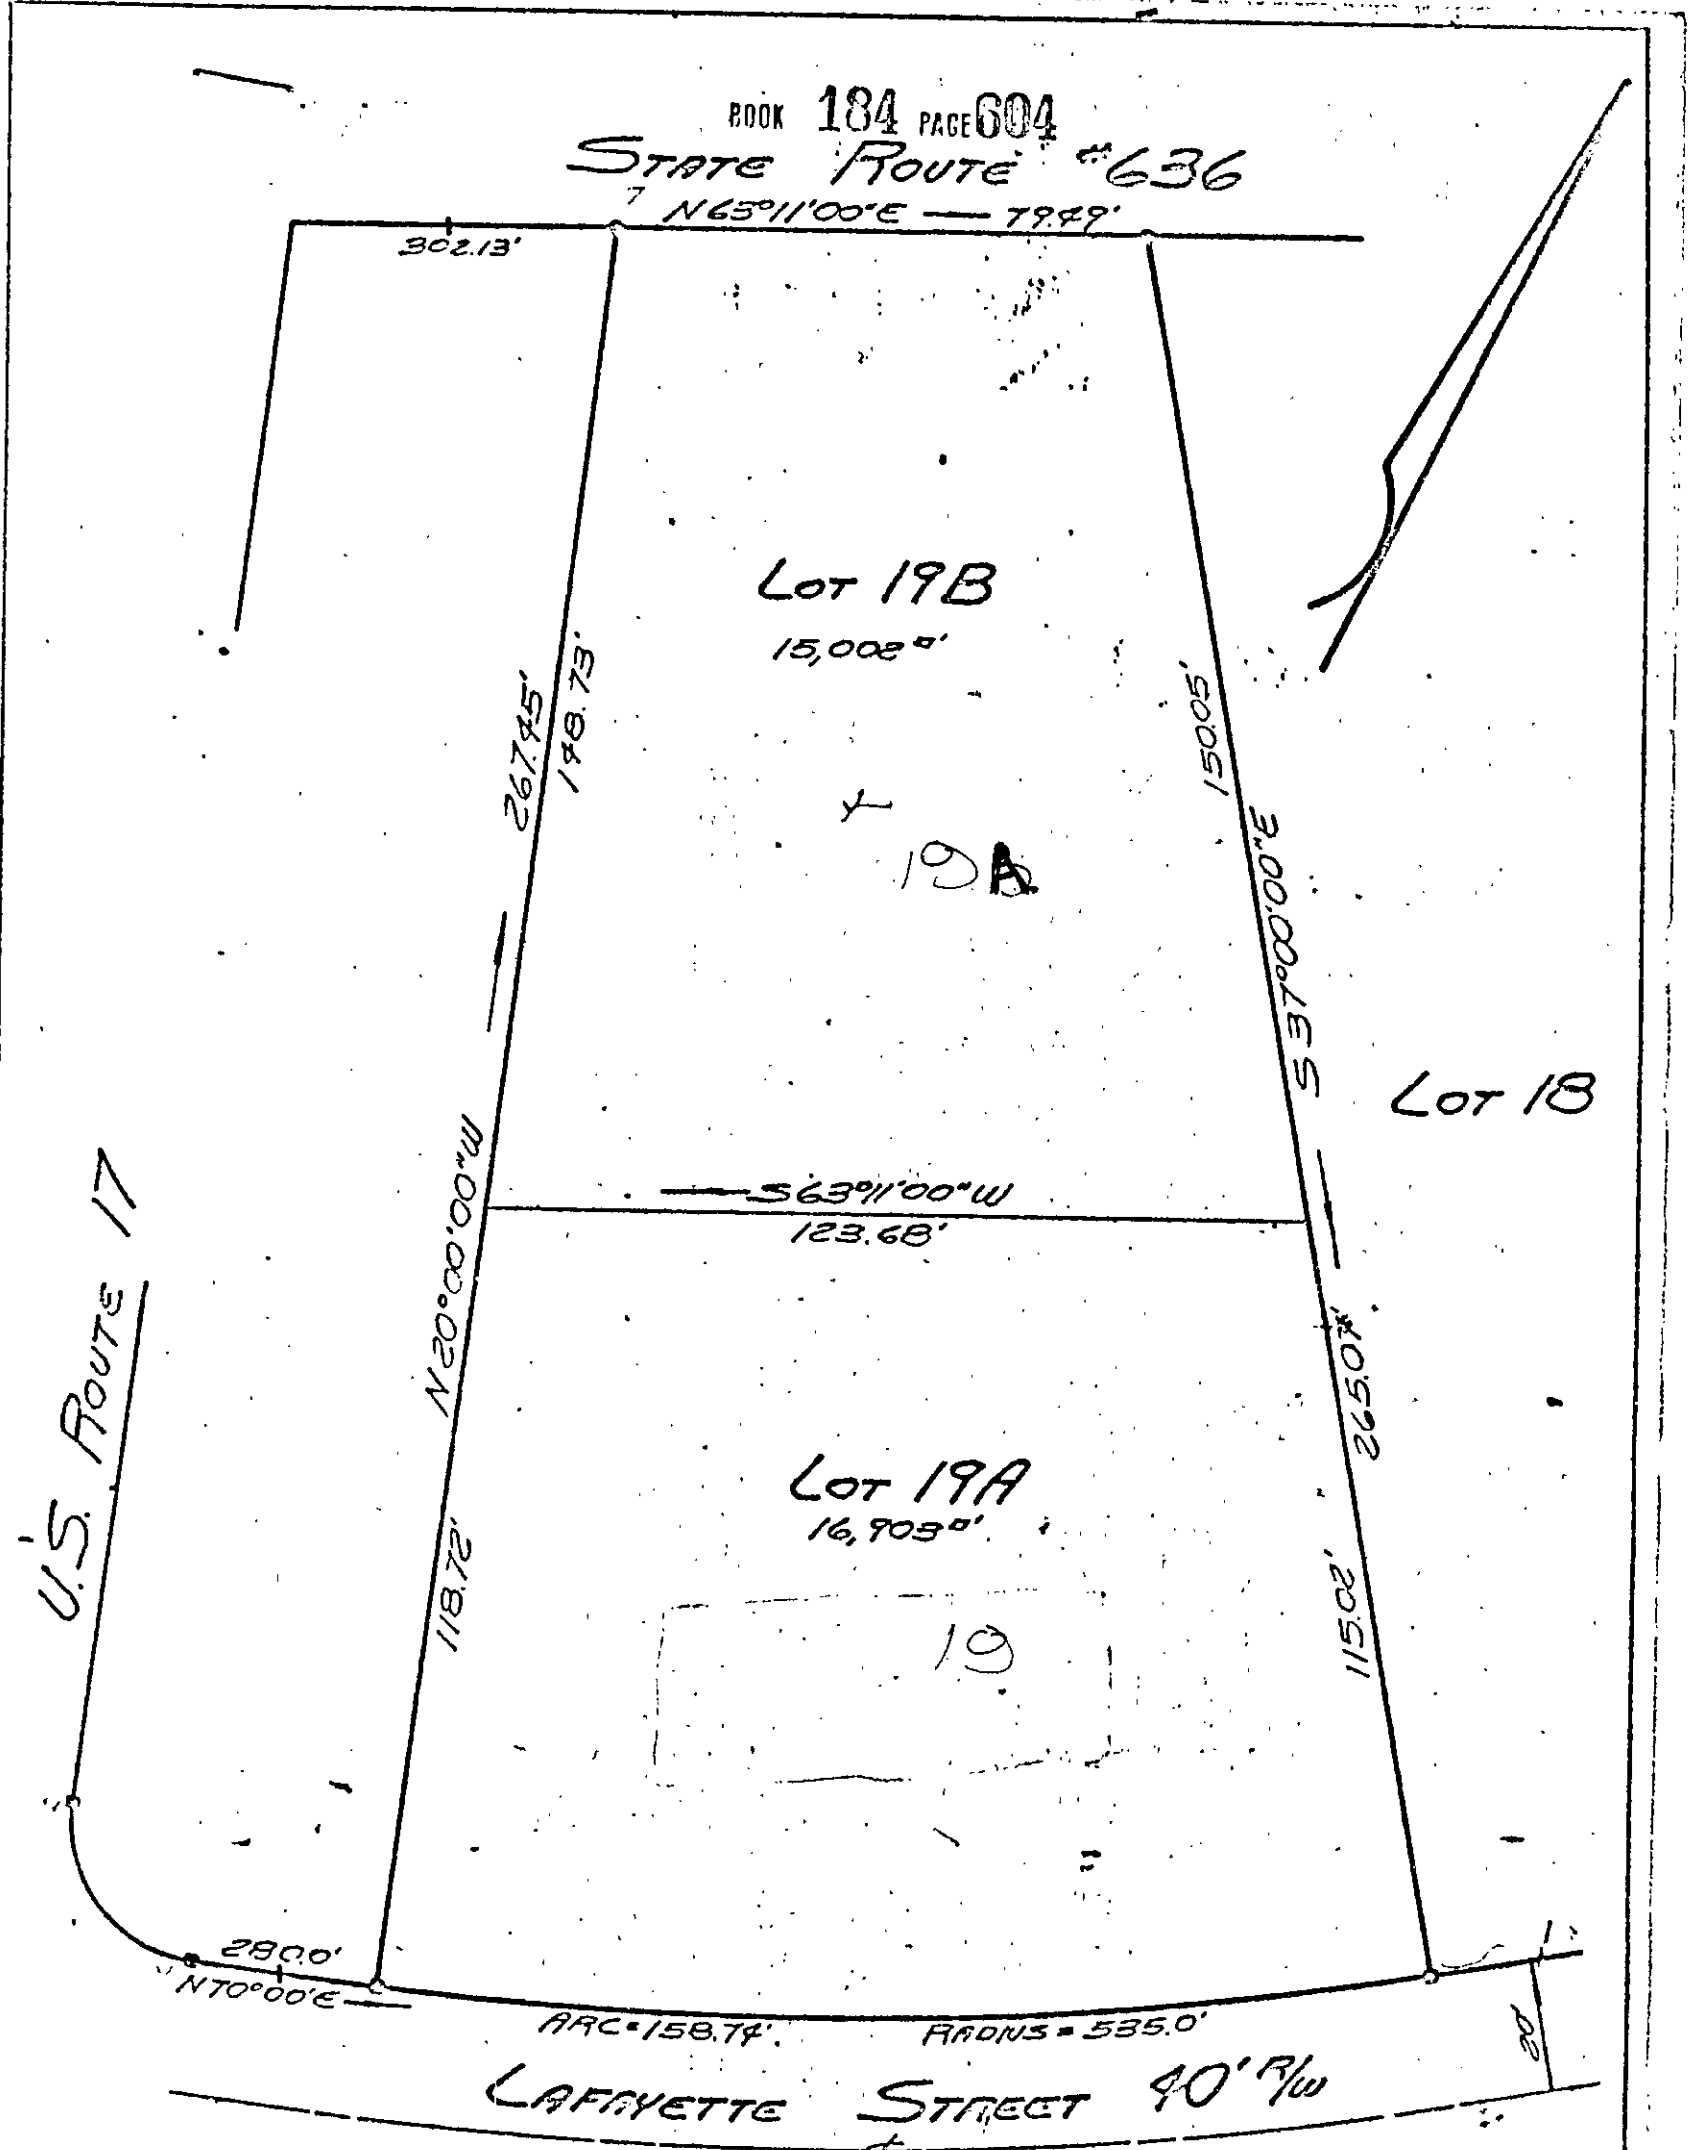 BOOK 184 PAGE 604
STATE ROUTE #636
N63°11'00"E — 79.49'
302.13'
LOT 19B
15,002 □'
267.45'
148.73'
150.05'
19A
S37°00'00"E
LOT 18
U.S. ROUTE 17
N20°00'00"W
S63°11'00"W
123.68'
265.07'
LOT 19A
16,903 □'
118.72'
115.02'
19
280.0'
N70°00'E
ARC=158.74'
RADIUS=535.0'
20'
LAFAYETTE STREET 40' R/W